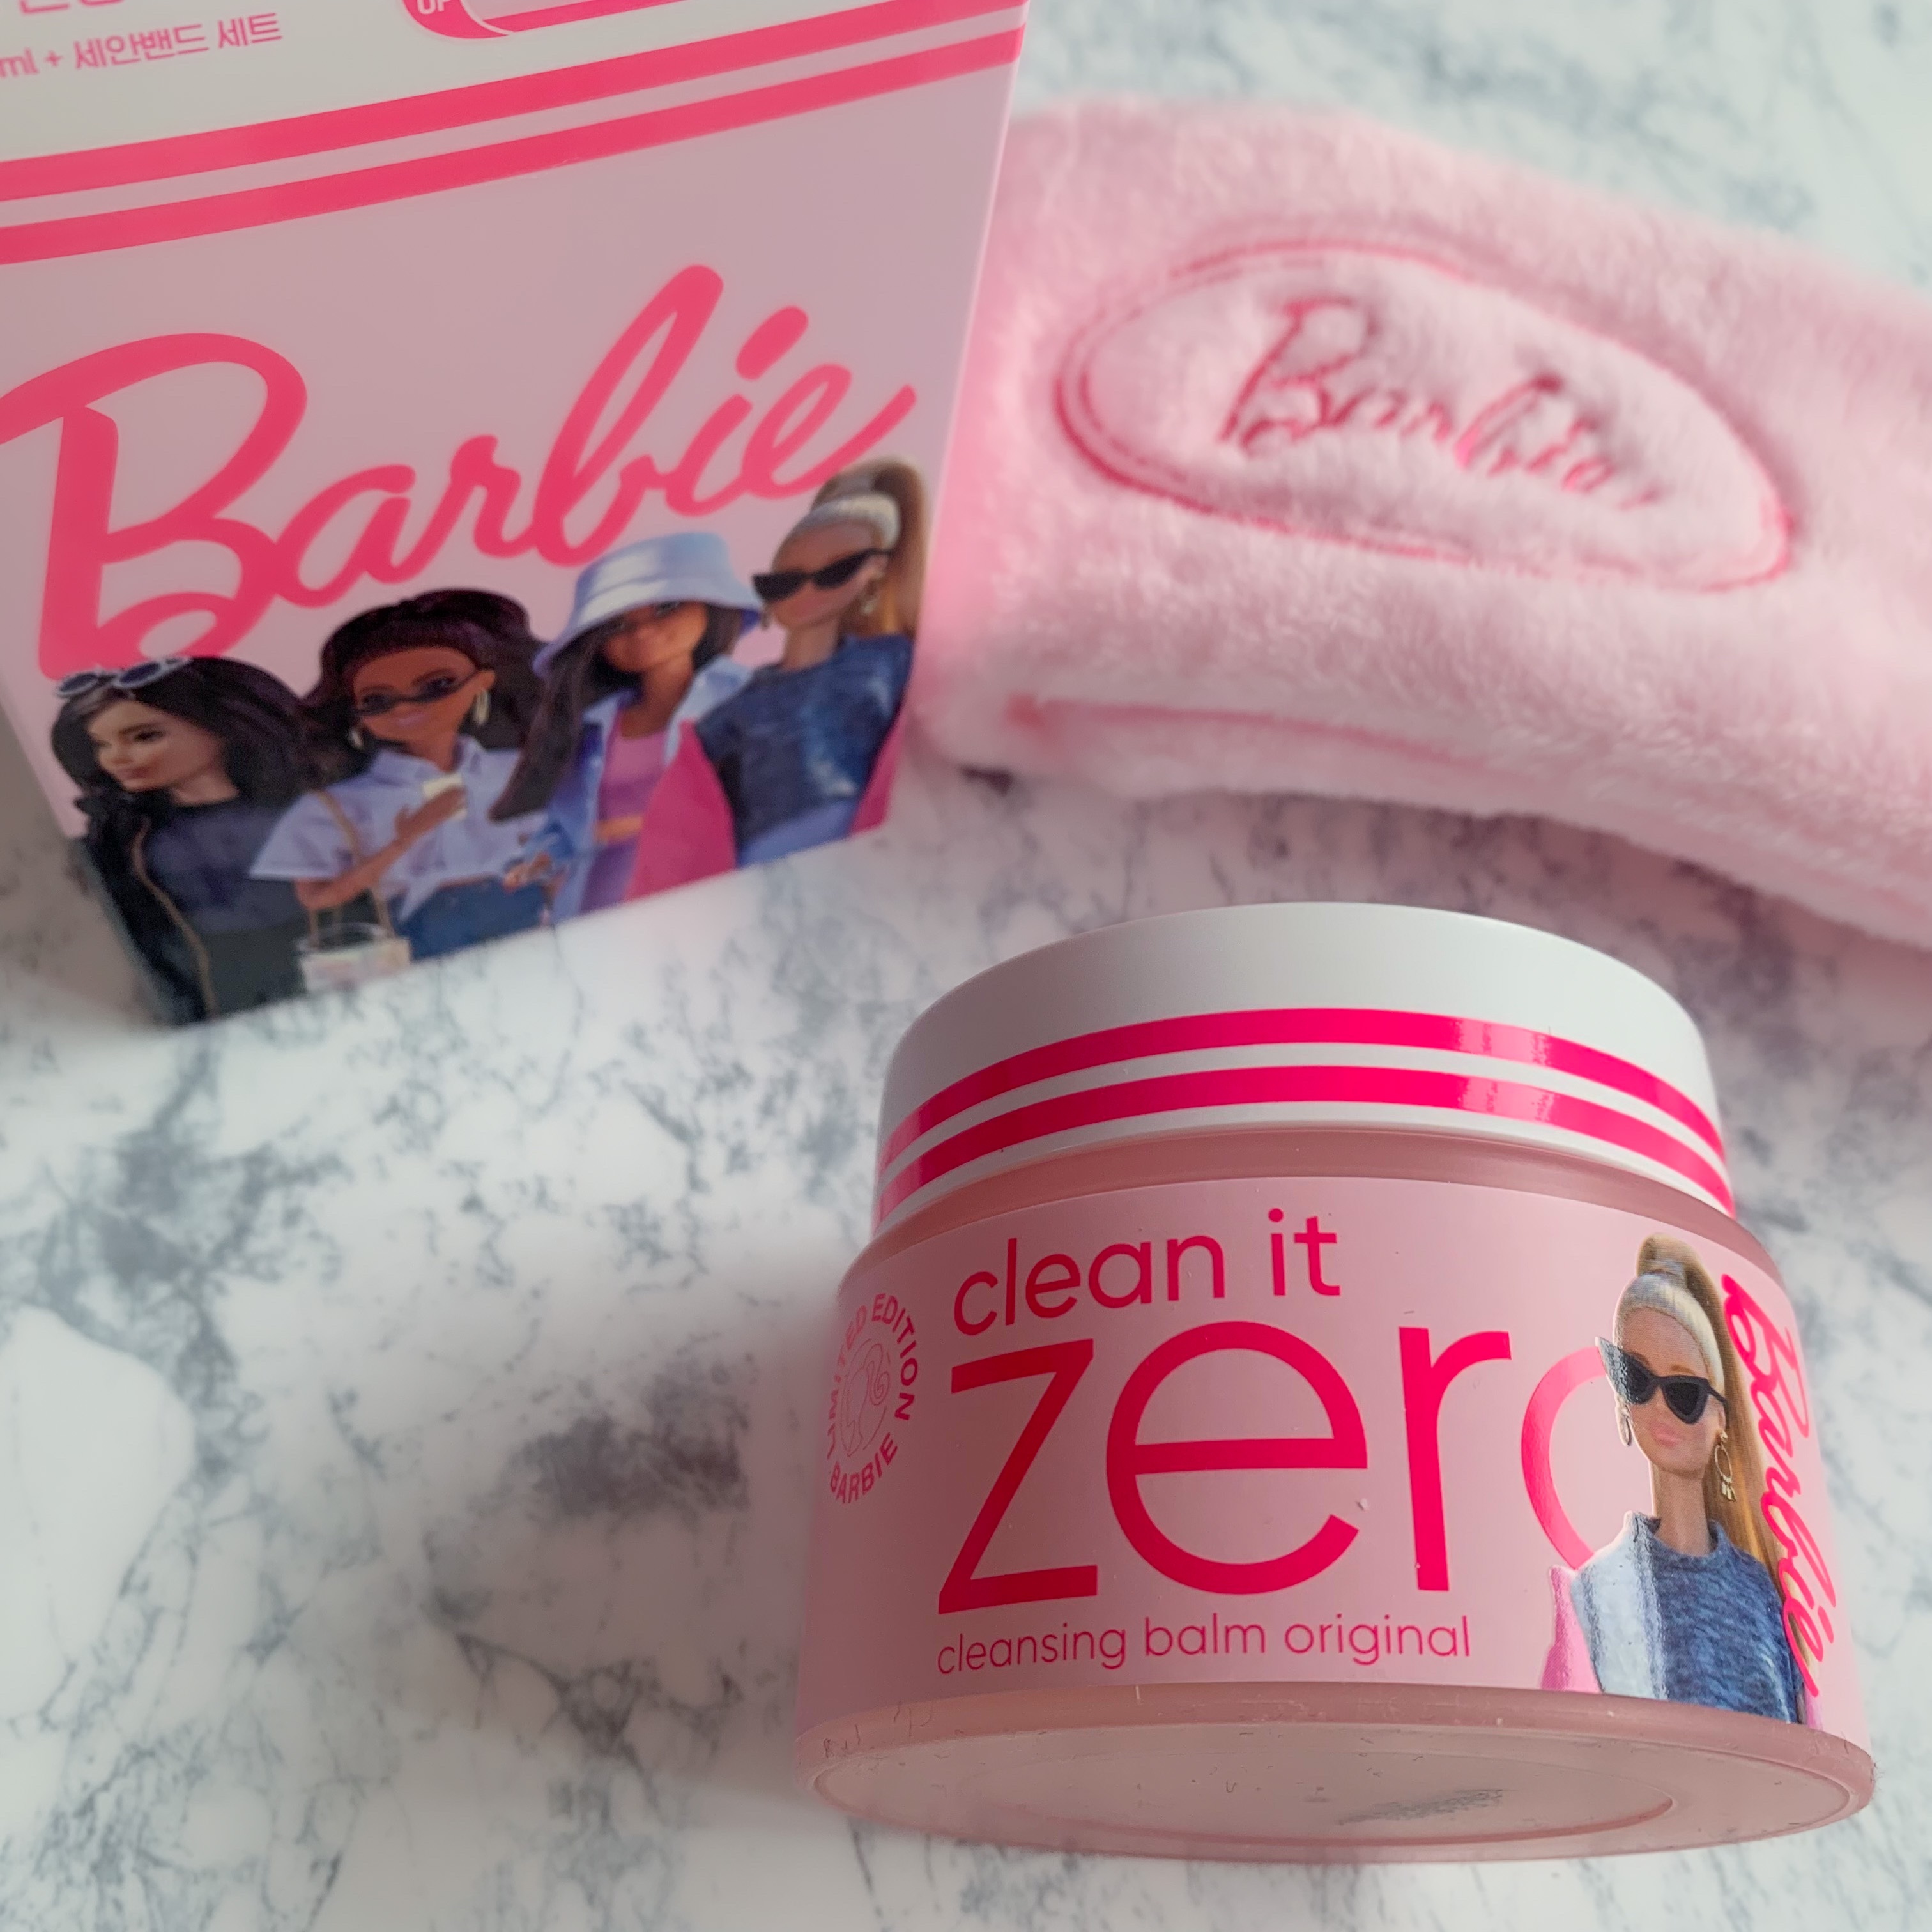 UP
ml + 세안밴드 세트
Barbie
Barbie
clean it
zero
cleansing balm original
LIMITED EDITION
BARBIE
Barbie